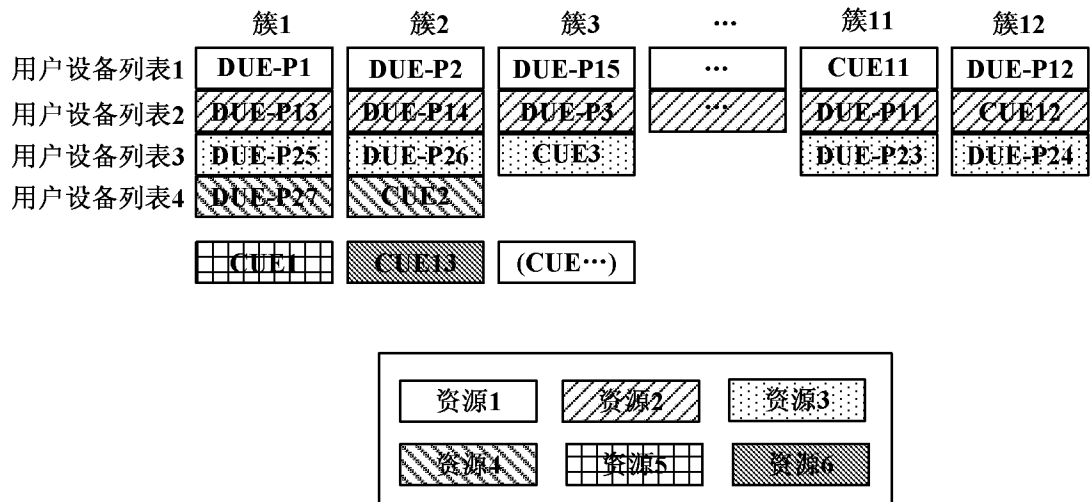 簇1 簇2 簇3 … 簇11 簇12
用户设备列表1 DUE-P1 DUE-P2 DUE-P15 … CUE11 DUE-P12
用户设备列表2 DUE-P13 DUE-P14 DUE-P3 … DUE-P11 CUE12
用户设备列表3 DUE-P25 DUE-P26 CUE3 DUE-P23 DUE-P24
用户设备列表4 DUE-P27 CUE2
CUE1 CUE13 (CUE…)
资源1 资源2 资源3
资源4 资源5 资源6